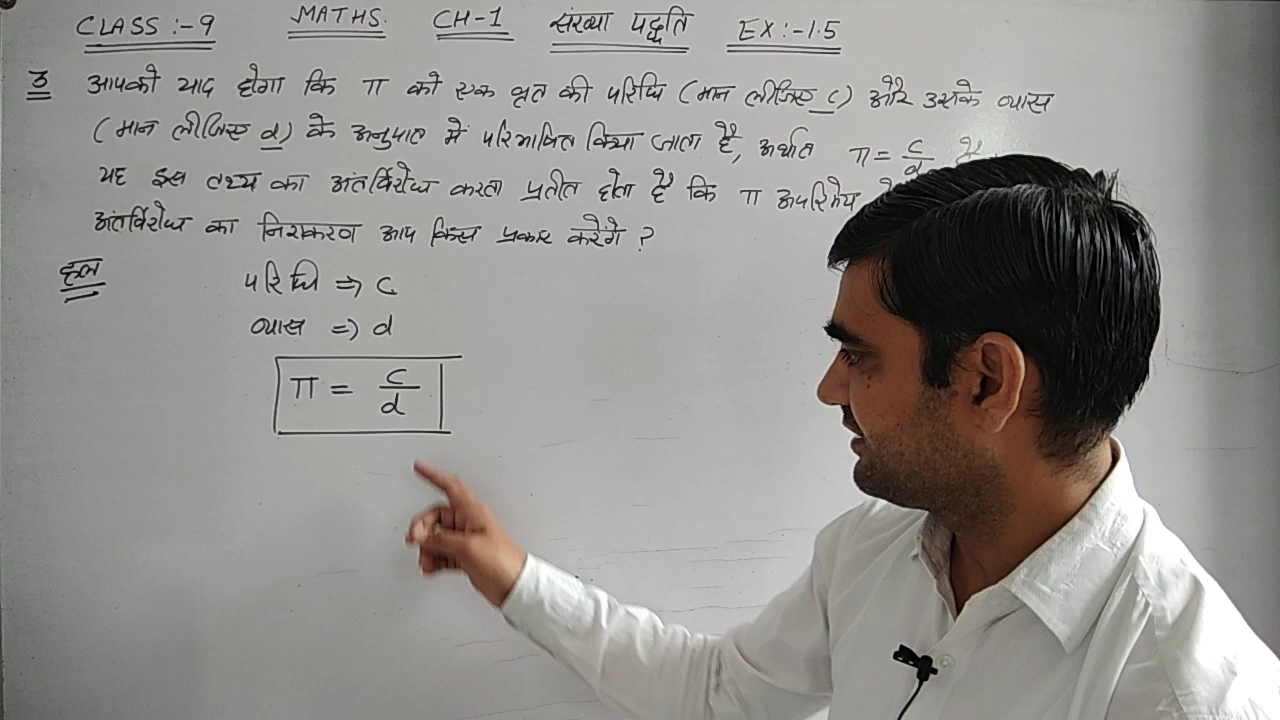 CLASS :- 9 MATHS. CH-1 संख्या पद्धति EX:-1.5
3 आपको याद होगा कि π को एक वृत्त की परिधि (मान लीजिए c) और उसके व्यास
(मान लीजिए d) के अनुपात में परिभाषित किया जाता है, अर्थात π = c/d है
यह इस तथ्य का अंतर्विरोध करता प्रतीत होता है कि π अपरिमेय
अंतर्विरोध का निराकरण आप किस प्रकार करेंगे ?
हल परिधि => c
व्यास => d
π = c/d